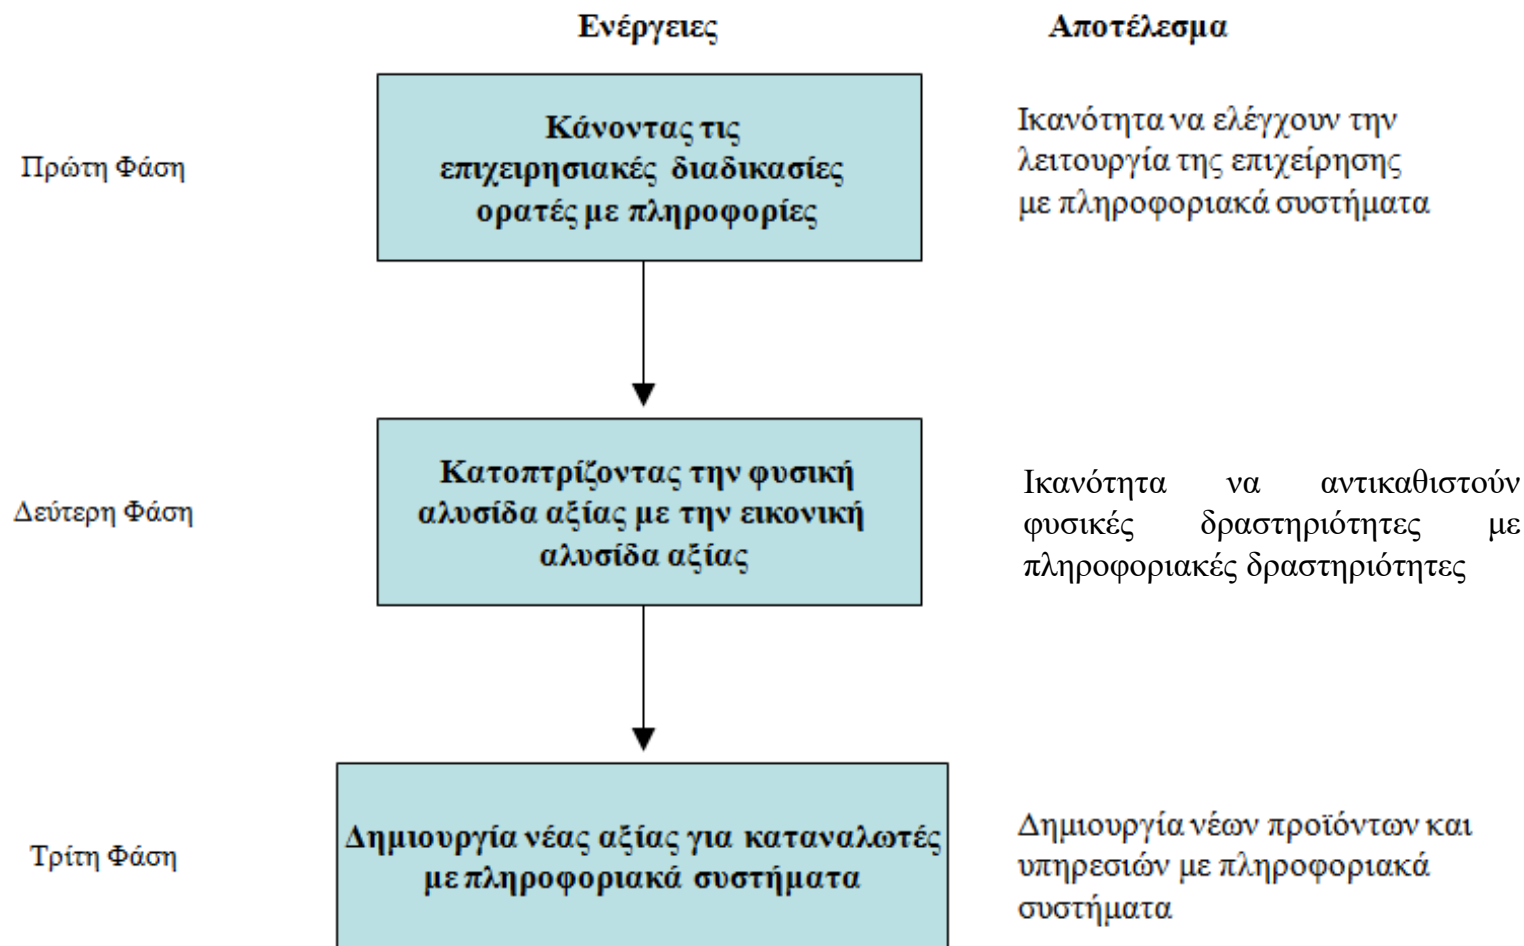 Ενέργειες
Αποτέλεσμα
Πρώτη Φάση
Κάνοντας τις
επιχειρησιακές διαδικασίες
ορατές με πληροφορίες
Ικανότητα να ελέγχουν την
λειτουργία της επιχείρησης
με πληροφοριακά συστήματα
Δεύτερη Φάση
Κατοπτρίζοντας την φυσική
αλυσίδα αξίας με την εικονική
αλυσίδα αξίας
Ικανότητα να αντικαθιστούν
φυσικές δραστηριότητες με
πληροφοριακές δραστηριότητες
Τρίτη Φάση
Δημιουργία νέας αξίας για καταναλωτές
με πληροφοριακά συστήματα
Δημιουργία νέων προϊόντων και
υπηρεσιών με πληροφοριακά
συστήματα